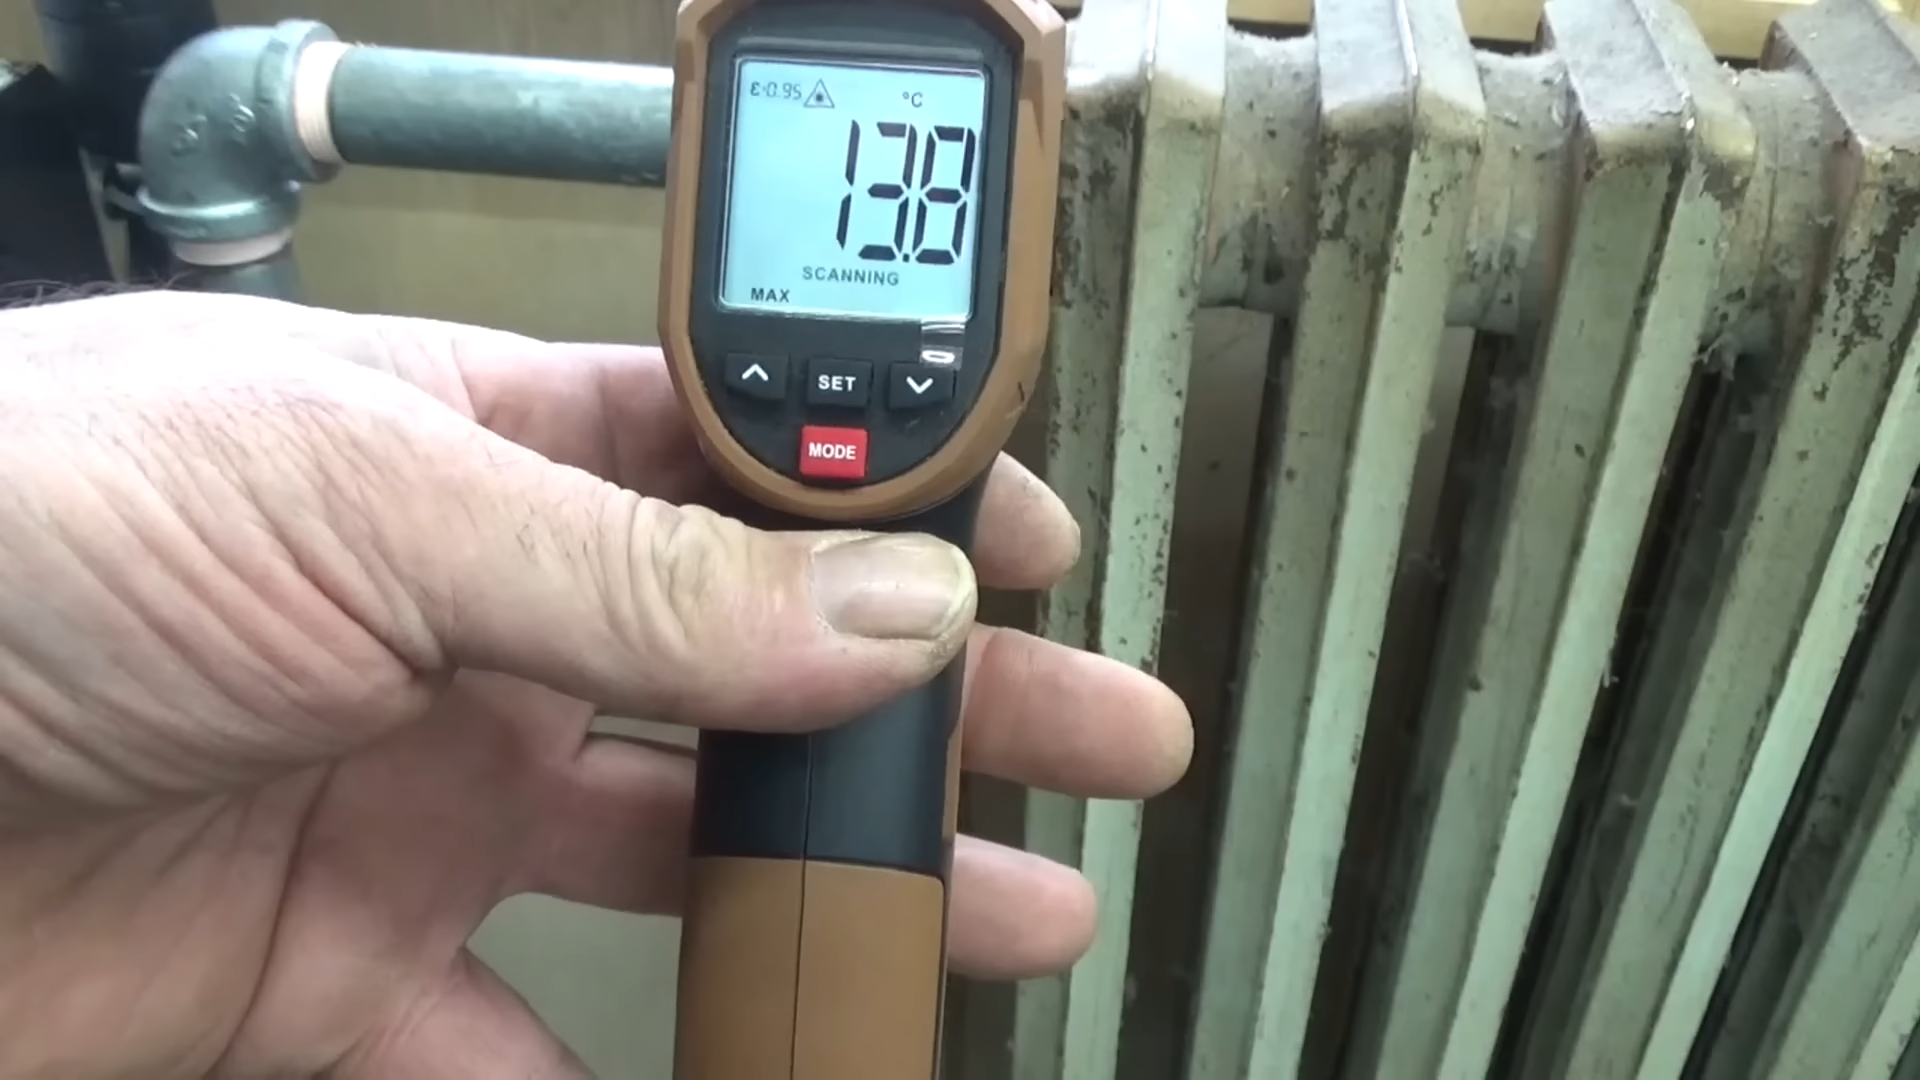 ε=0.95 °C
13.8
SCANNING
MAX
SET
MODE